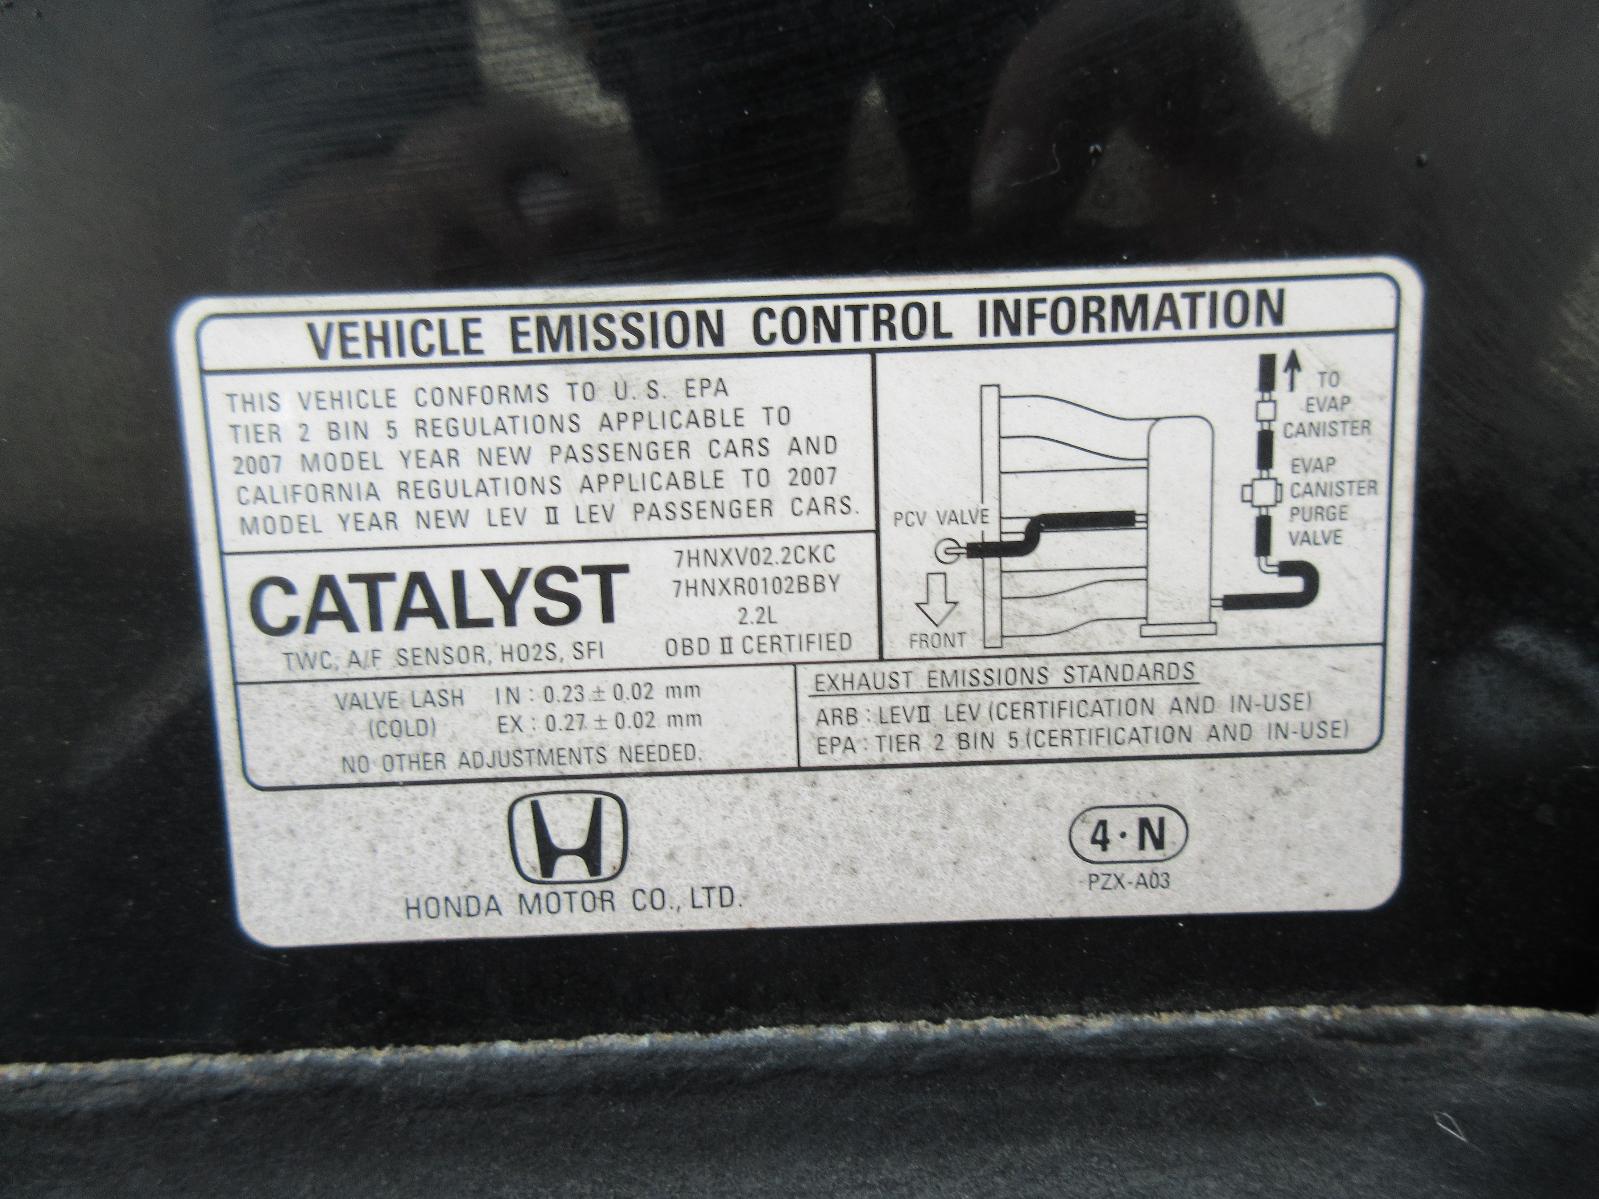 VEHICLE EMISSION CONTROL INFORMATION
THIS VEHICLE CONFORMS TO U.S. EPA
TIER 2 BIN 5 REGULATIONS APPLICABLE TO
2007 MODEL YEAR NEW PASSENGER CARS AND
CALIFORNIA REGULATIONS APPLICABLE TO 2007
MODEL YEAR NEW LEV II LEV PASSENGER CARS.
CATALYST
TWC, A/F SENSOR, HO2S, SFI
7HNXV02.2CKC
7HNXR0102BBY
2.2L
OBD II CERTIFIED
TO
EVAP
CANISTER
EVAP
CANISTER
PURGE
VALVE
PCV VALVE
FRONT
VALVE LASH IN : 0.23 ± 0.02 mm
(COLD) EX : 0.27 ± 0.02 mm
NO OTHER ADJUSTMENTS NEEDED.
EXHAUST EMISSIONS STANDARDS
ARB : LEVII LEV (CERTIFICATION AND IN-USE)
EPA : TIER 2 BIN 5 (CERTIFICATION AND IN-USE)
HONDA MOTOR CO., LTD.
4·N
PZX-A03